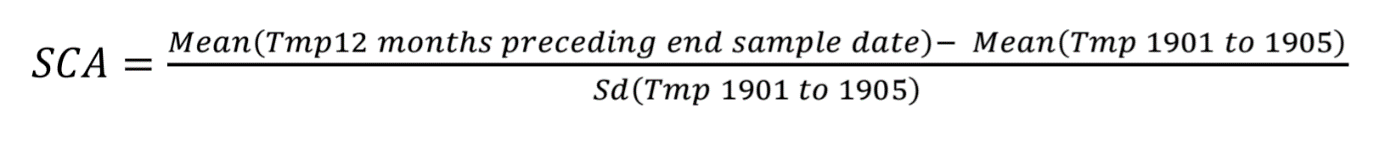 SCA = Mean(Tmp12 months preceding end sample date)− Mean(Tmp 1901 to 1905)
Sd(Tmp 1901 to 1905)